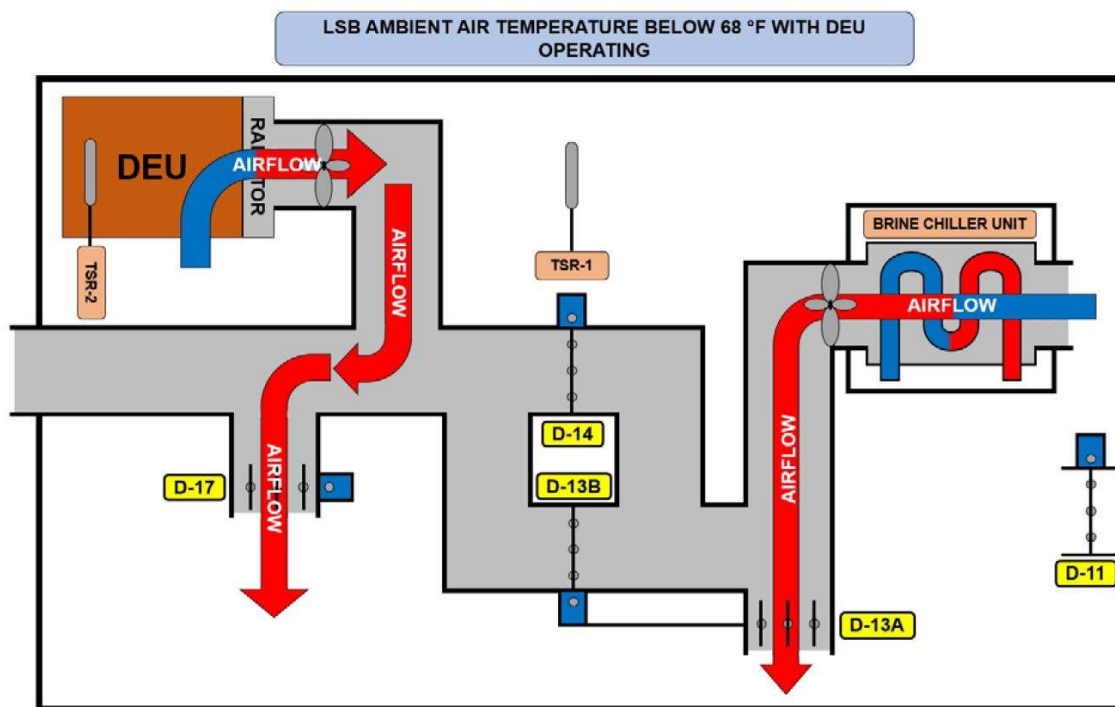 LSB AMBIENT AIR TEMPERATURE BELOW 68 °F WITH DEU
OPERATING
DEU
AIRFLOW
TSR-2
AIRFLOW
TSR-1
BRINE CHILLER UNIT
AIRFLOW
D-14
D-13B
D-17
AIRFLOW
AIRFLOW
D-11
D-13A